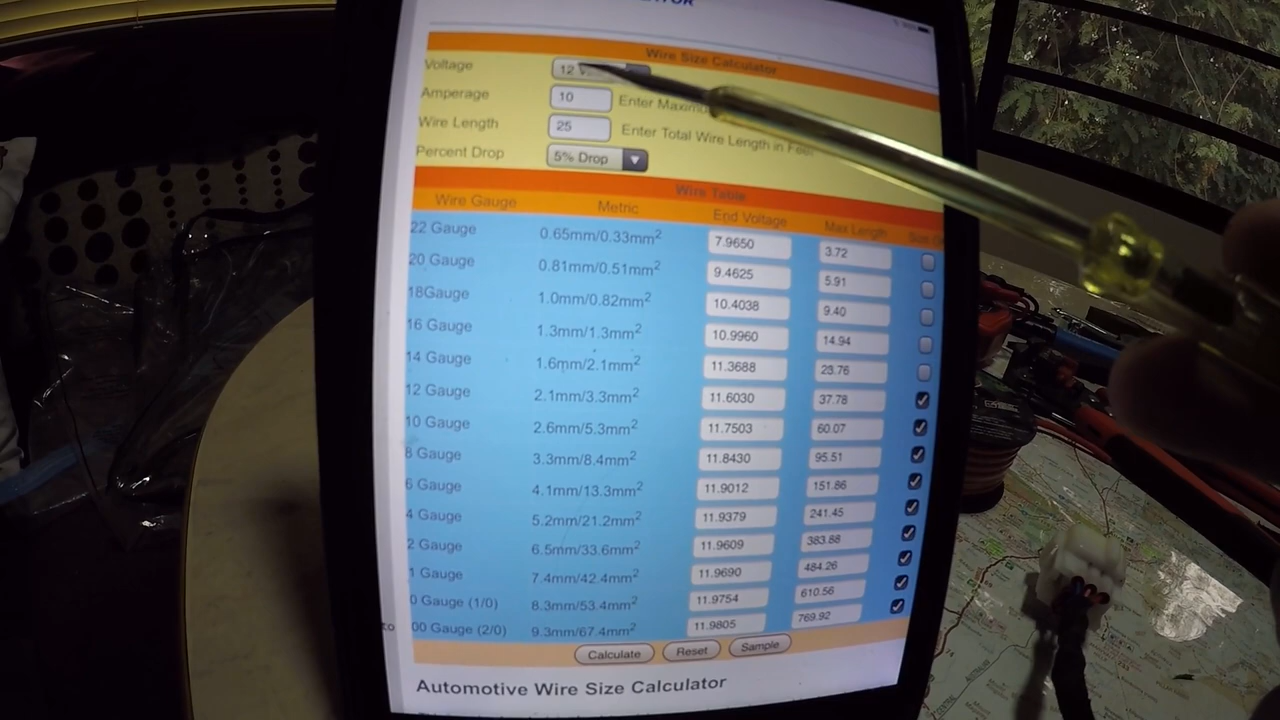 Wire Size Calculator
Voltage 12 V
Amperage 10 Enter Maximu
Wire Length 25 Enter Total Wire Length in Fee
Percent Drop 5% Drop
Wire Table
Wire Gauge Metric End Voltage Max Length
22 Gauge 0.65mm/0.33mm² 7.9650 3.72
20 Gauge 0.81mm/0.51mm² 9.4625 5.91
18Gauge 1.0mm/0.82mm² 10.4038 9.40
16 Gauge 1.3mm/1.3mm² 10.9960 14.94
14 Gauge 1.6mm/2.1mm² 11.3688 23.76
12 Gauge 2.1mm/3.3mm² 11.6030 37.78
10 Gauge 2.6mm/5.3mm² 11.7503 60.07
8 Gauge 3.3mm/8.4mm² 11.8430 95.51
6 Gauge 4.1mm/13.3mm² 11.9012 151.86
4 Gauge 5.2mm/21.2mm² 11.9379 241.45
2 Gauge 6.5mm/33.6mm² 11.9609 383.88
1 Gauge 7.4mm/42.4mm² 11.9690 484.26
0 Gauge (1/0) 8.3mm/53.4mm² 11.9754 610.56
00 Gauge (2/0) 9.3mm/67.4mm² 11.9805 769.92
Calculate Reset Sample
Automotive Wire Size Calculator